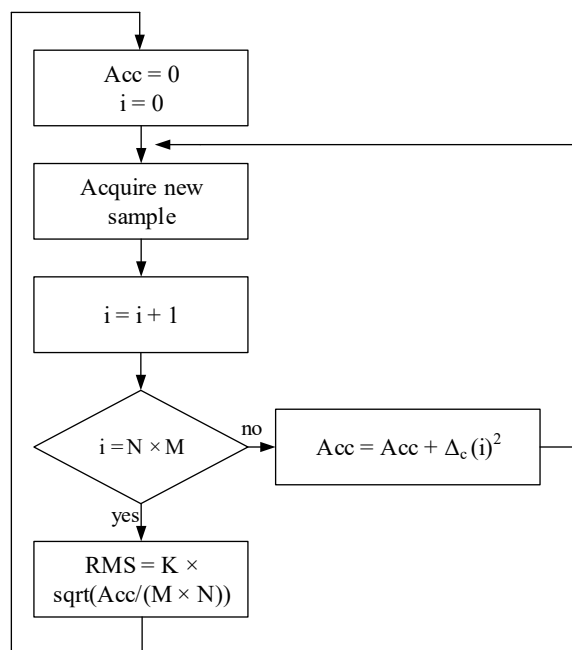 Acc = 0
i = 0
Acquire new
sample
i = i + 1
i = N × M
no
Acc = Acc + Δc (i)²
yes
RMS = K ×
sqrt(Acc/(M × N))